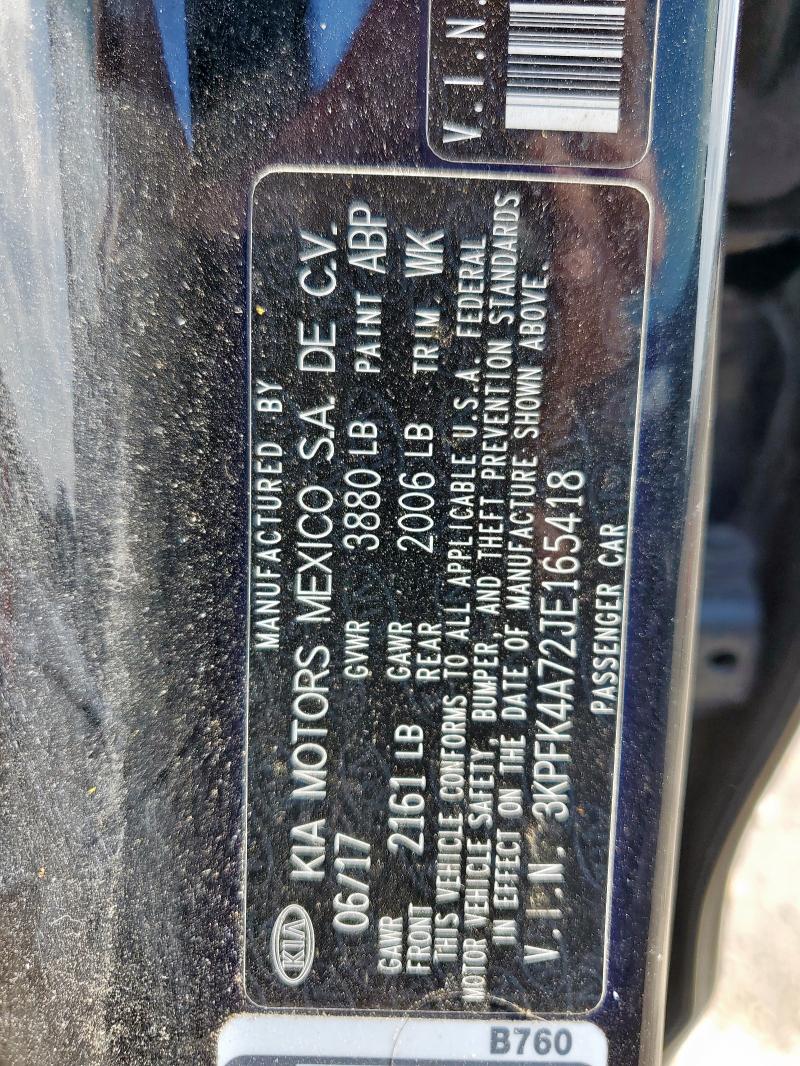 V.I.N.
MANUFACTURED BY
KIA KIA MOTORS MEXICO S.A. DE C.V.
06/17 GVWR 3880 LB PAINT ABP
GAWR FRONT 2161 LB GAWR REAR 2006 LB TRIM WK
THIS VEHICLE CONFORMS TO ALL APPLICABLE U.S.A. FEDERAL
MOTOR VEHICLE SAFETY, BUMPER, AND THEFT PREVENTION STANDARDS
IN EFFECT ON THE DATE OF MANUFACTURE SHOWN ABOVE.
V.I.N. 3KPFK4A72JE165418
PASSENGER CAR
B760